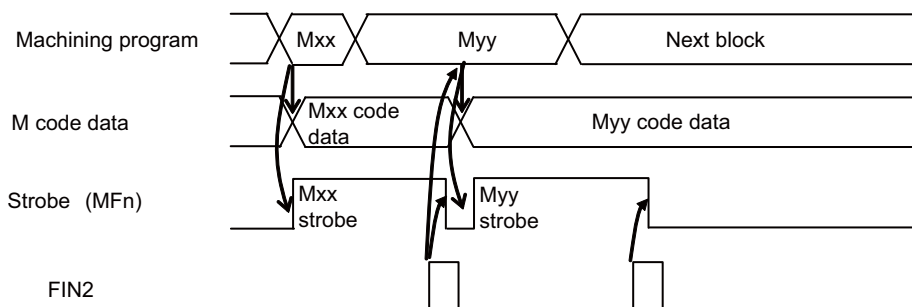 Machining program
Mxx
Myy
Next block
M code data
Mxx code
data
Myy code data
Strobe (MFn)
Mxx
strobe
Myy
strobe
FIN2